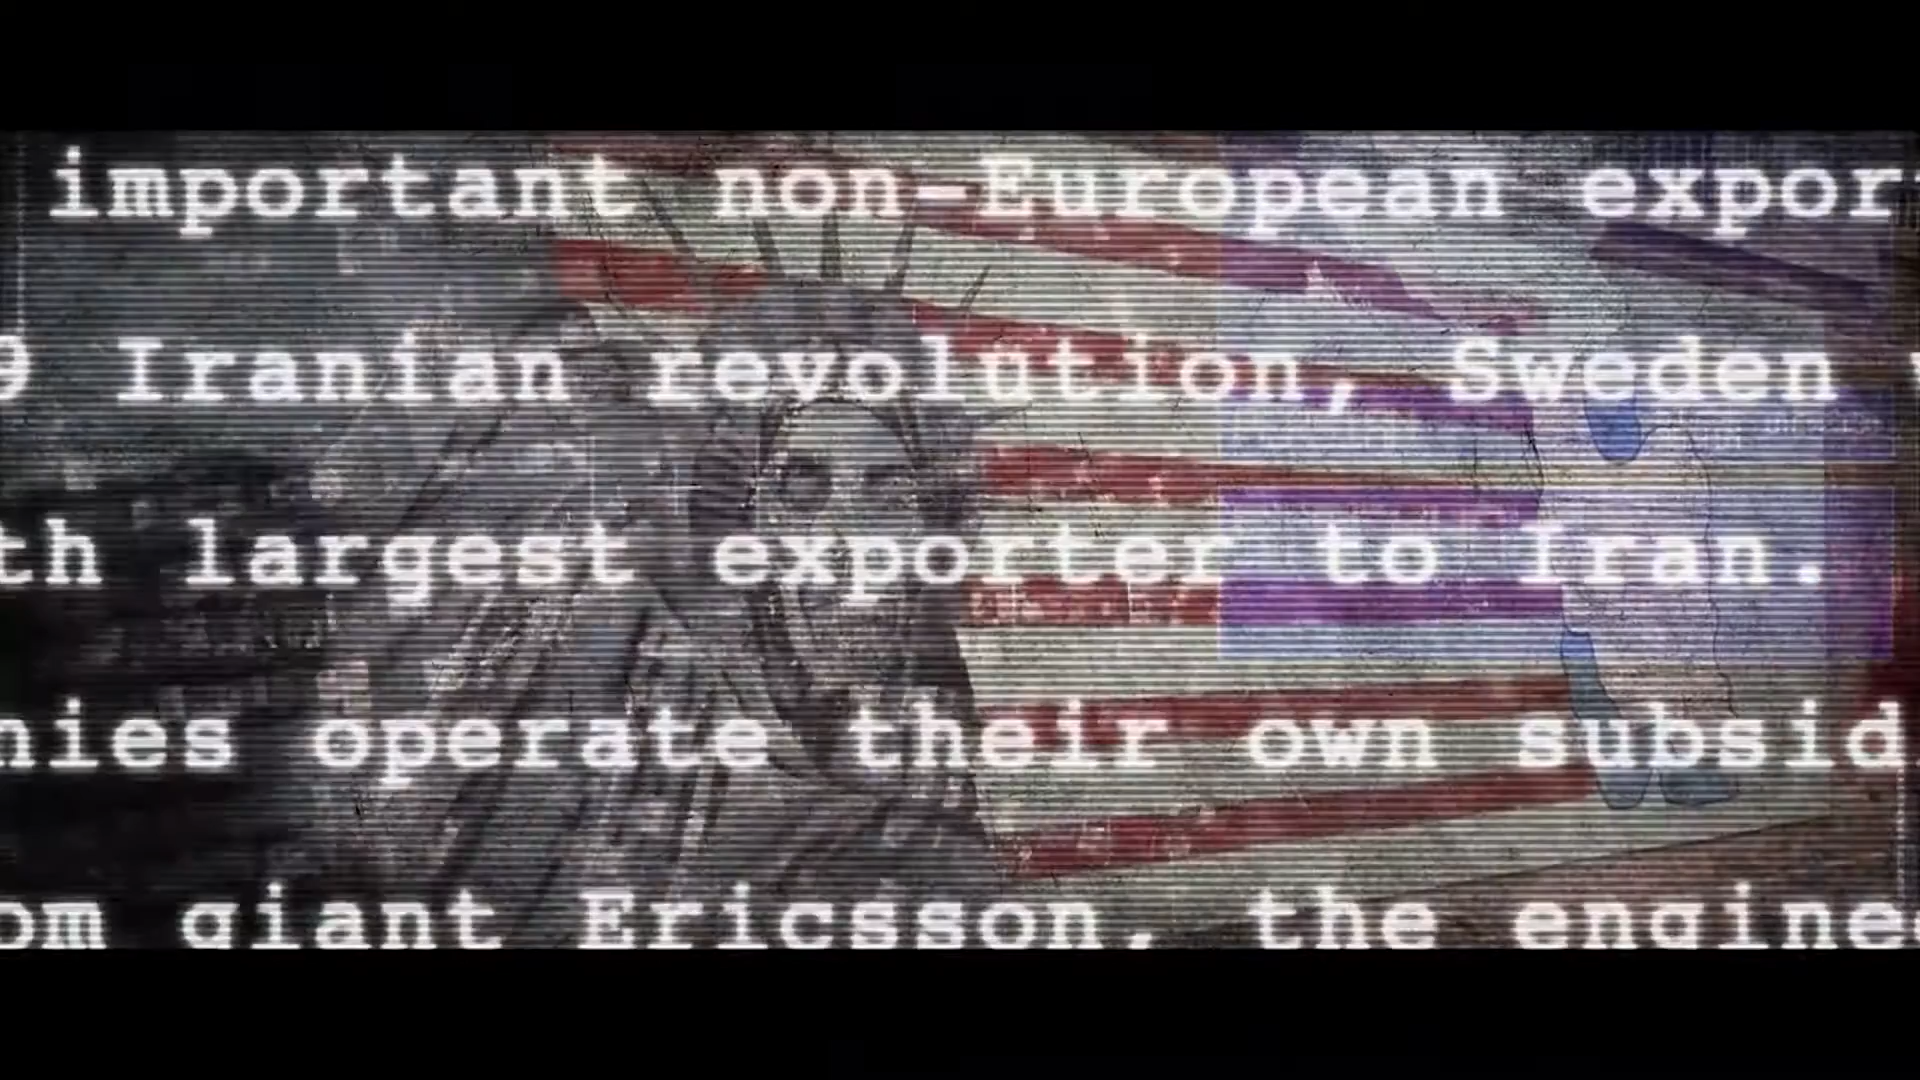 important non-European export
9 Iranian revolution, Sweden w
th largest exporter to Iran.
nies operate their own subsid
om giant Ericsson, the enginee